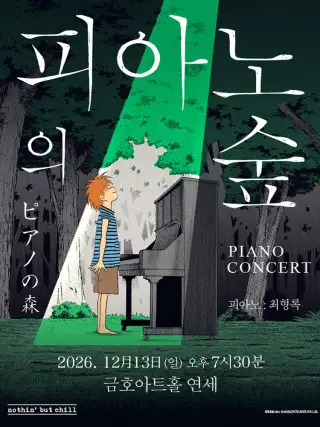 피아노
의 숲
ピアノの森
PIANO
CONCERT
피아노 : 최형록
2026. 12월13일(일) 오후7시30분
금호아트홀 연세
nothin' but chill